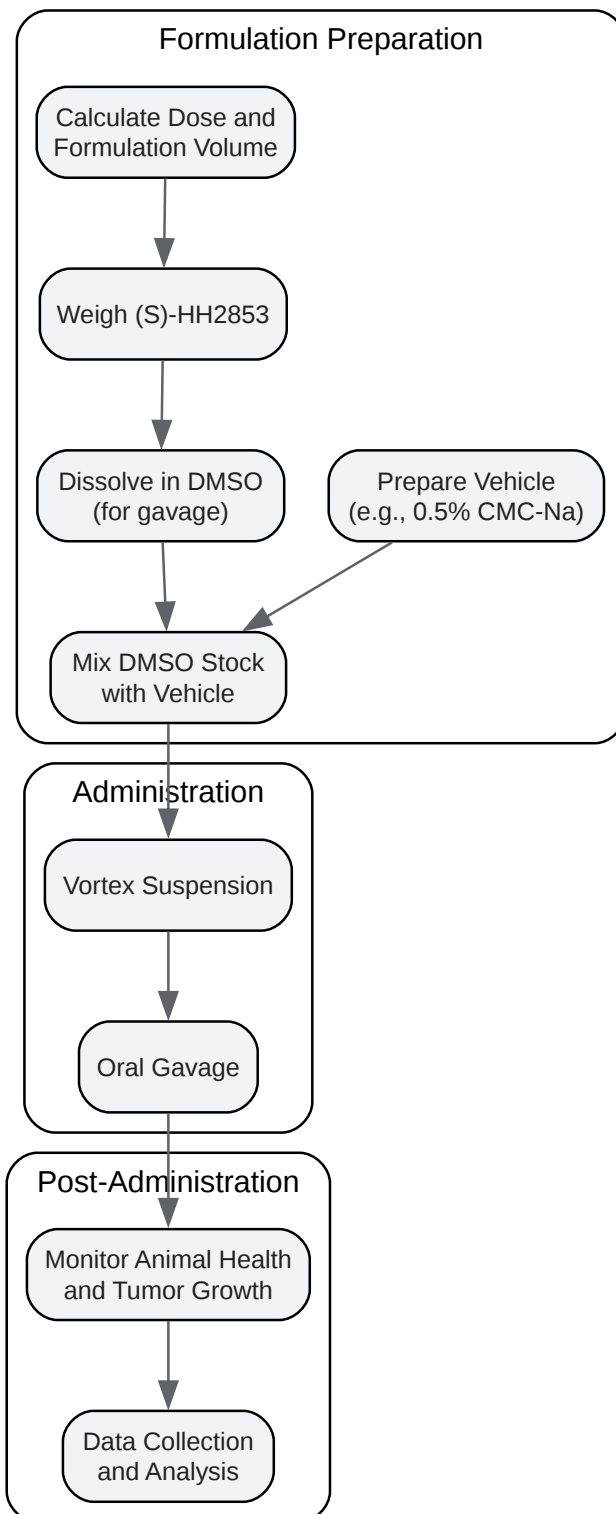 Formulation Preparation
Calculate Dose and
Formulation Volume
Weigh (S)-HH2853
Dissolve in DMSO
(for gavage)
Prepare Vehicle
(e.g., 0.5% CMC-Na)
Mix DMSO Stock
with Vehicle
Administration
Vortex Suspension
Oral Gavage
Post-Administration
Monitor Animal Health
and Tumor Growth
Data Collection
and Analysis